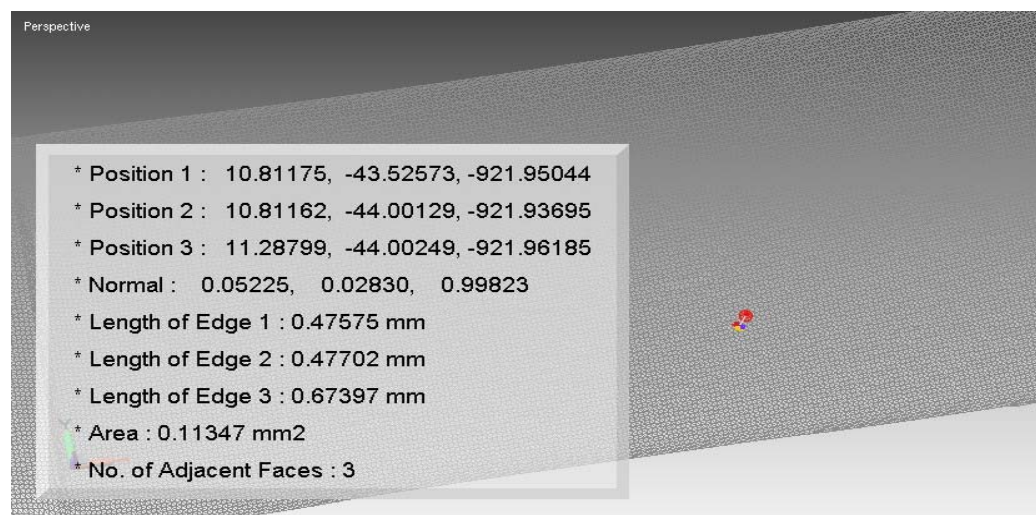 Perspective
* Position 1 : 10.81175, -43.52573, -921.95044
* Position 2 : 10.81162, -44.00129, -921.93695
* Position 3 : 11.28799, -44.00249, -921.96185
* Normal : 0.05225, 0.02830, 0.99823
* Length of Edge 1 : 0.47575 mm
* Length of Edge 2 : 0.47702 mm
* Length of Edge 3 : 0.67397 mm
* Area : 0.11347 mm2
* No. of Adjacent Faces : 3